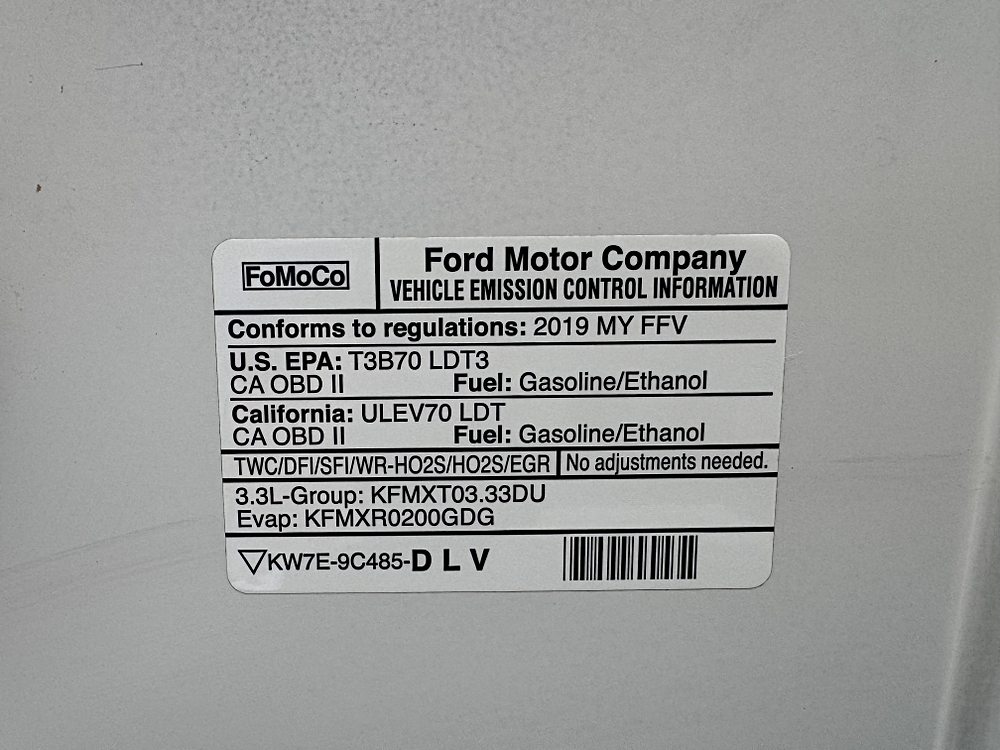 FoMoCo
Ford Motor Company
VEHICLE EMISSION CONTROL INFORMATION
Conforms to regulations: 2019 MY FFV
U.S. EPA: T3B70 LDT3
CA OBD II Fuel: Gasoline/Ethanol
California: ULEV70 LDT
CA OBD II Fuel: Gasoline/Ethanol
TWC/DFI/SFI/WR-HO2S/HO2S/EGR No adjustments needed.
3.3L-Group: KFMXT03.33DU
Evap: KFMXR0200GDG
KW7E-9C485-D L V